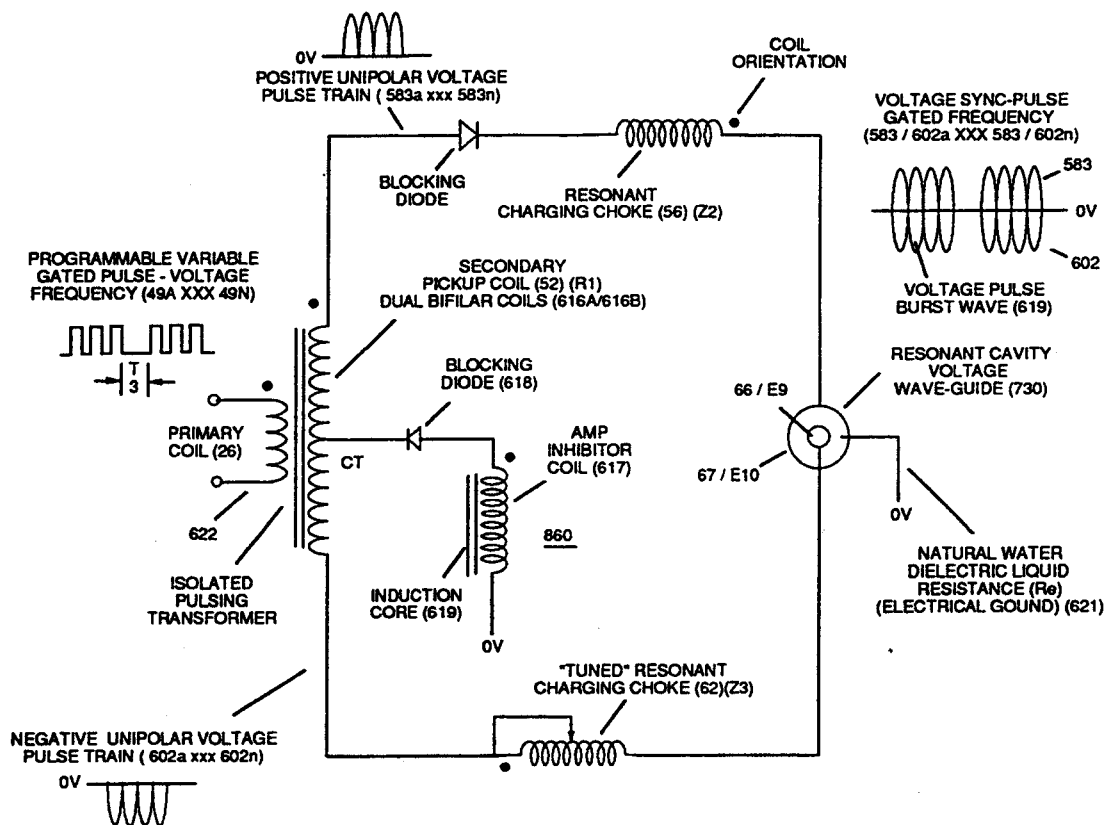 0V
POSITIVE UNIPOLAR VOLTAGE
PULSE TRAIN ( 583a xxx 583n)
COIL
ORIENTATION
VOLTAGE SYNC-PULSE
GATED FREQUENCY
(583 / 602a XXX 583 / 602n)
583
0V
602
VOLTAGE PULSE
BURST WAVE (619)
BLOCKING
DIODE
RESONANT
CHARGING CHOKE (56) (Z2)
PROGRAMMABLE VARIABLE
GATED PULSE - VOLTAGE
FREQUENCY (49A XXX 49N)
T
3
SECONDARY
PICKUP COIL (52) (R1)
DUAL BIFILAR COILS (616A/616B)
BLOCKING
DIODE (618)
RESONANT CAVITY
VOLTAGE
WAVE-GUIDE (730)
66 / E9
PRIMARY
COIL (26)
CT
AMP
INHIBITOR
COIL (617)
67 / E10
0V
622
860
ISOLATED
PULSING
TRANSFORMER
INDUCTION
CORE (619)
0V
NATURAL WATER
DIELECTRIC LIQUID
RESISTANCE (Re)
(ELECTRICAL GOUND) (621)
"TUNED" RESONANT
CHARGING CHOKE (62)(Z3)
NEGATIVE UNIPOLAR VOLTAGE
PULSE TRAIN ( 602a xxx 602n)
0V